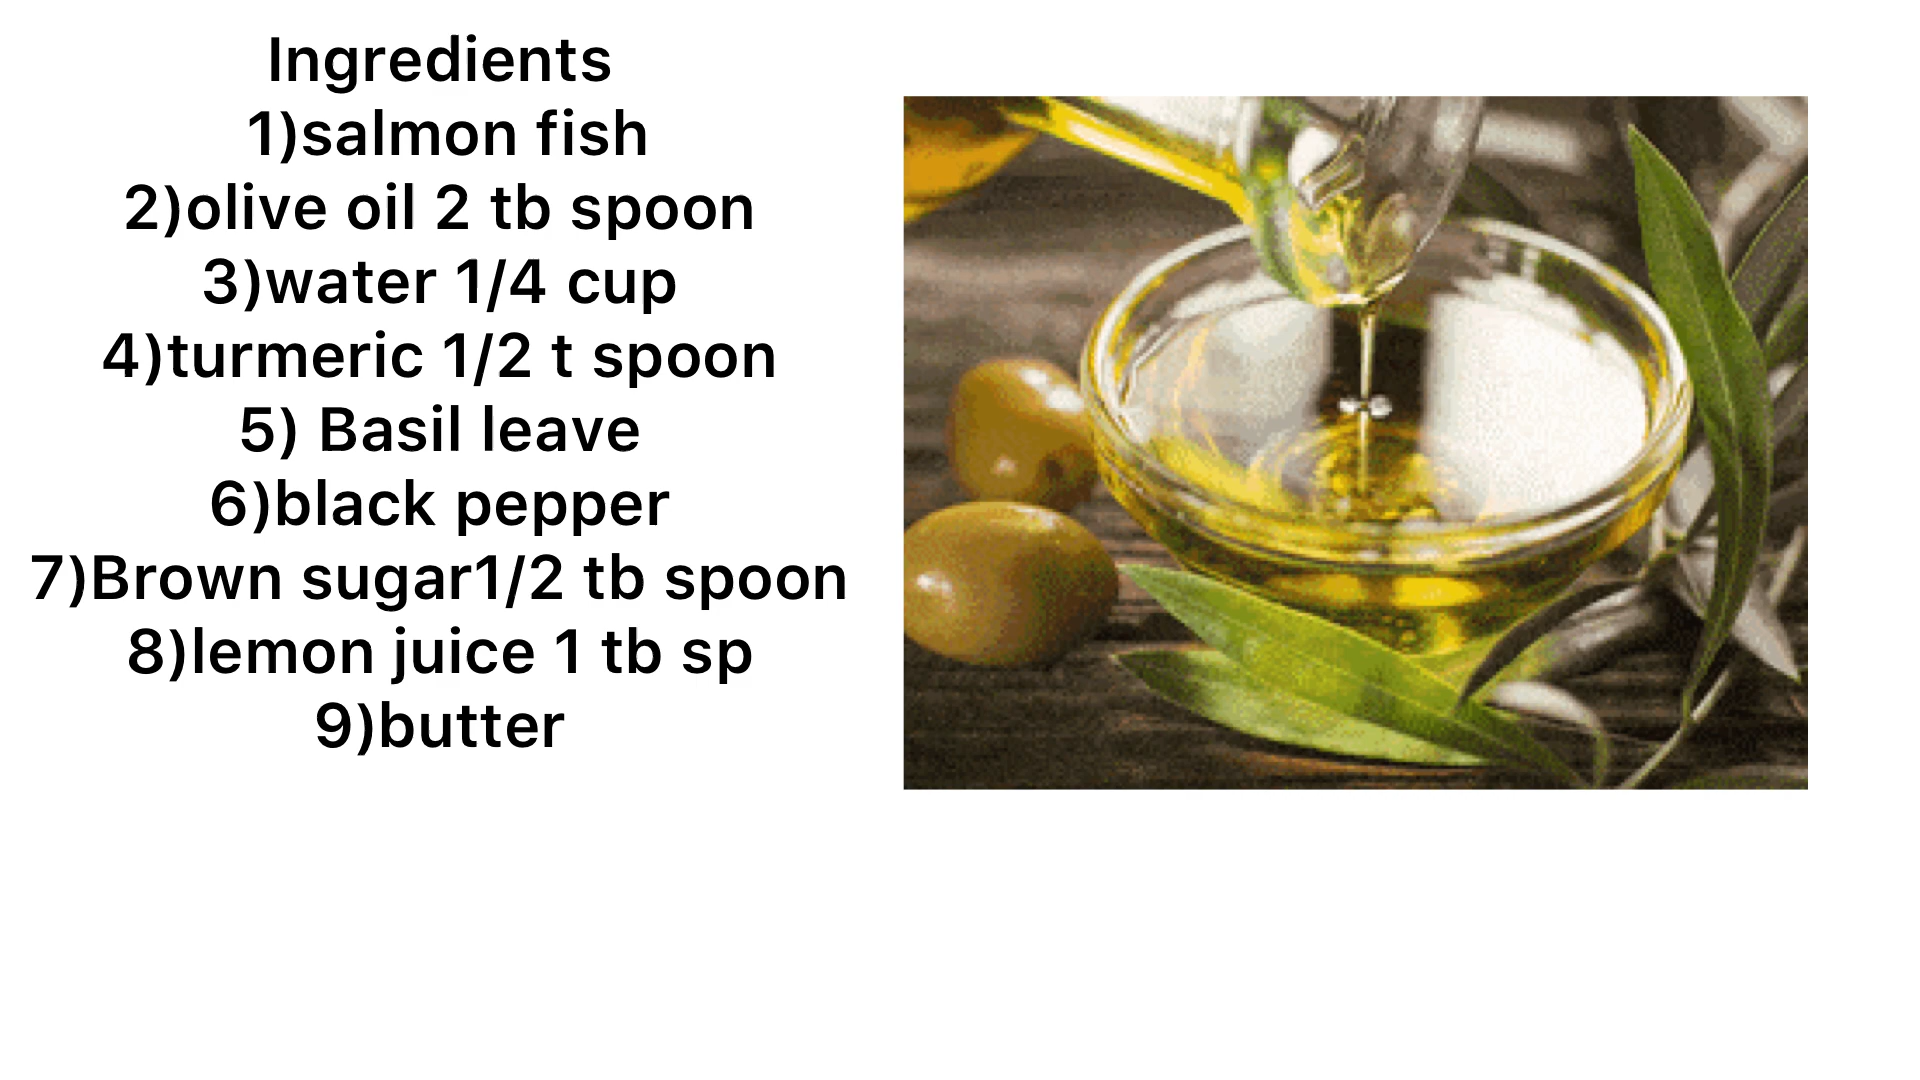 Ingredients
1)salmon fish
2)olive oil 2 tb spoon
3)water 1/4 cup
4)turmeric 1/2 t spoon
5) Basil leave
6)black pepper
7)Brown sugar1/2 tb spoon
8)lemon juice 1 tb sp
9)butter